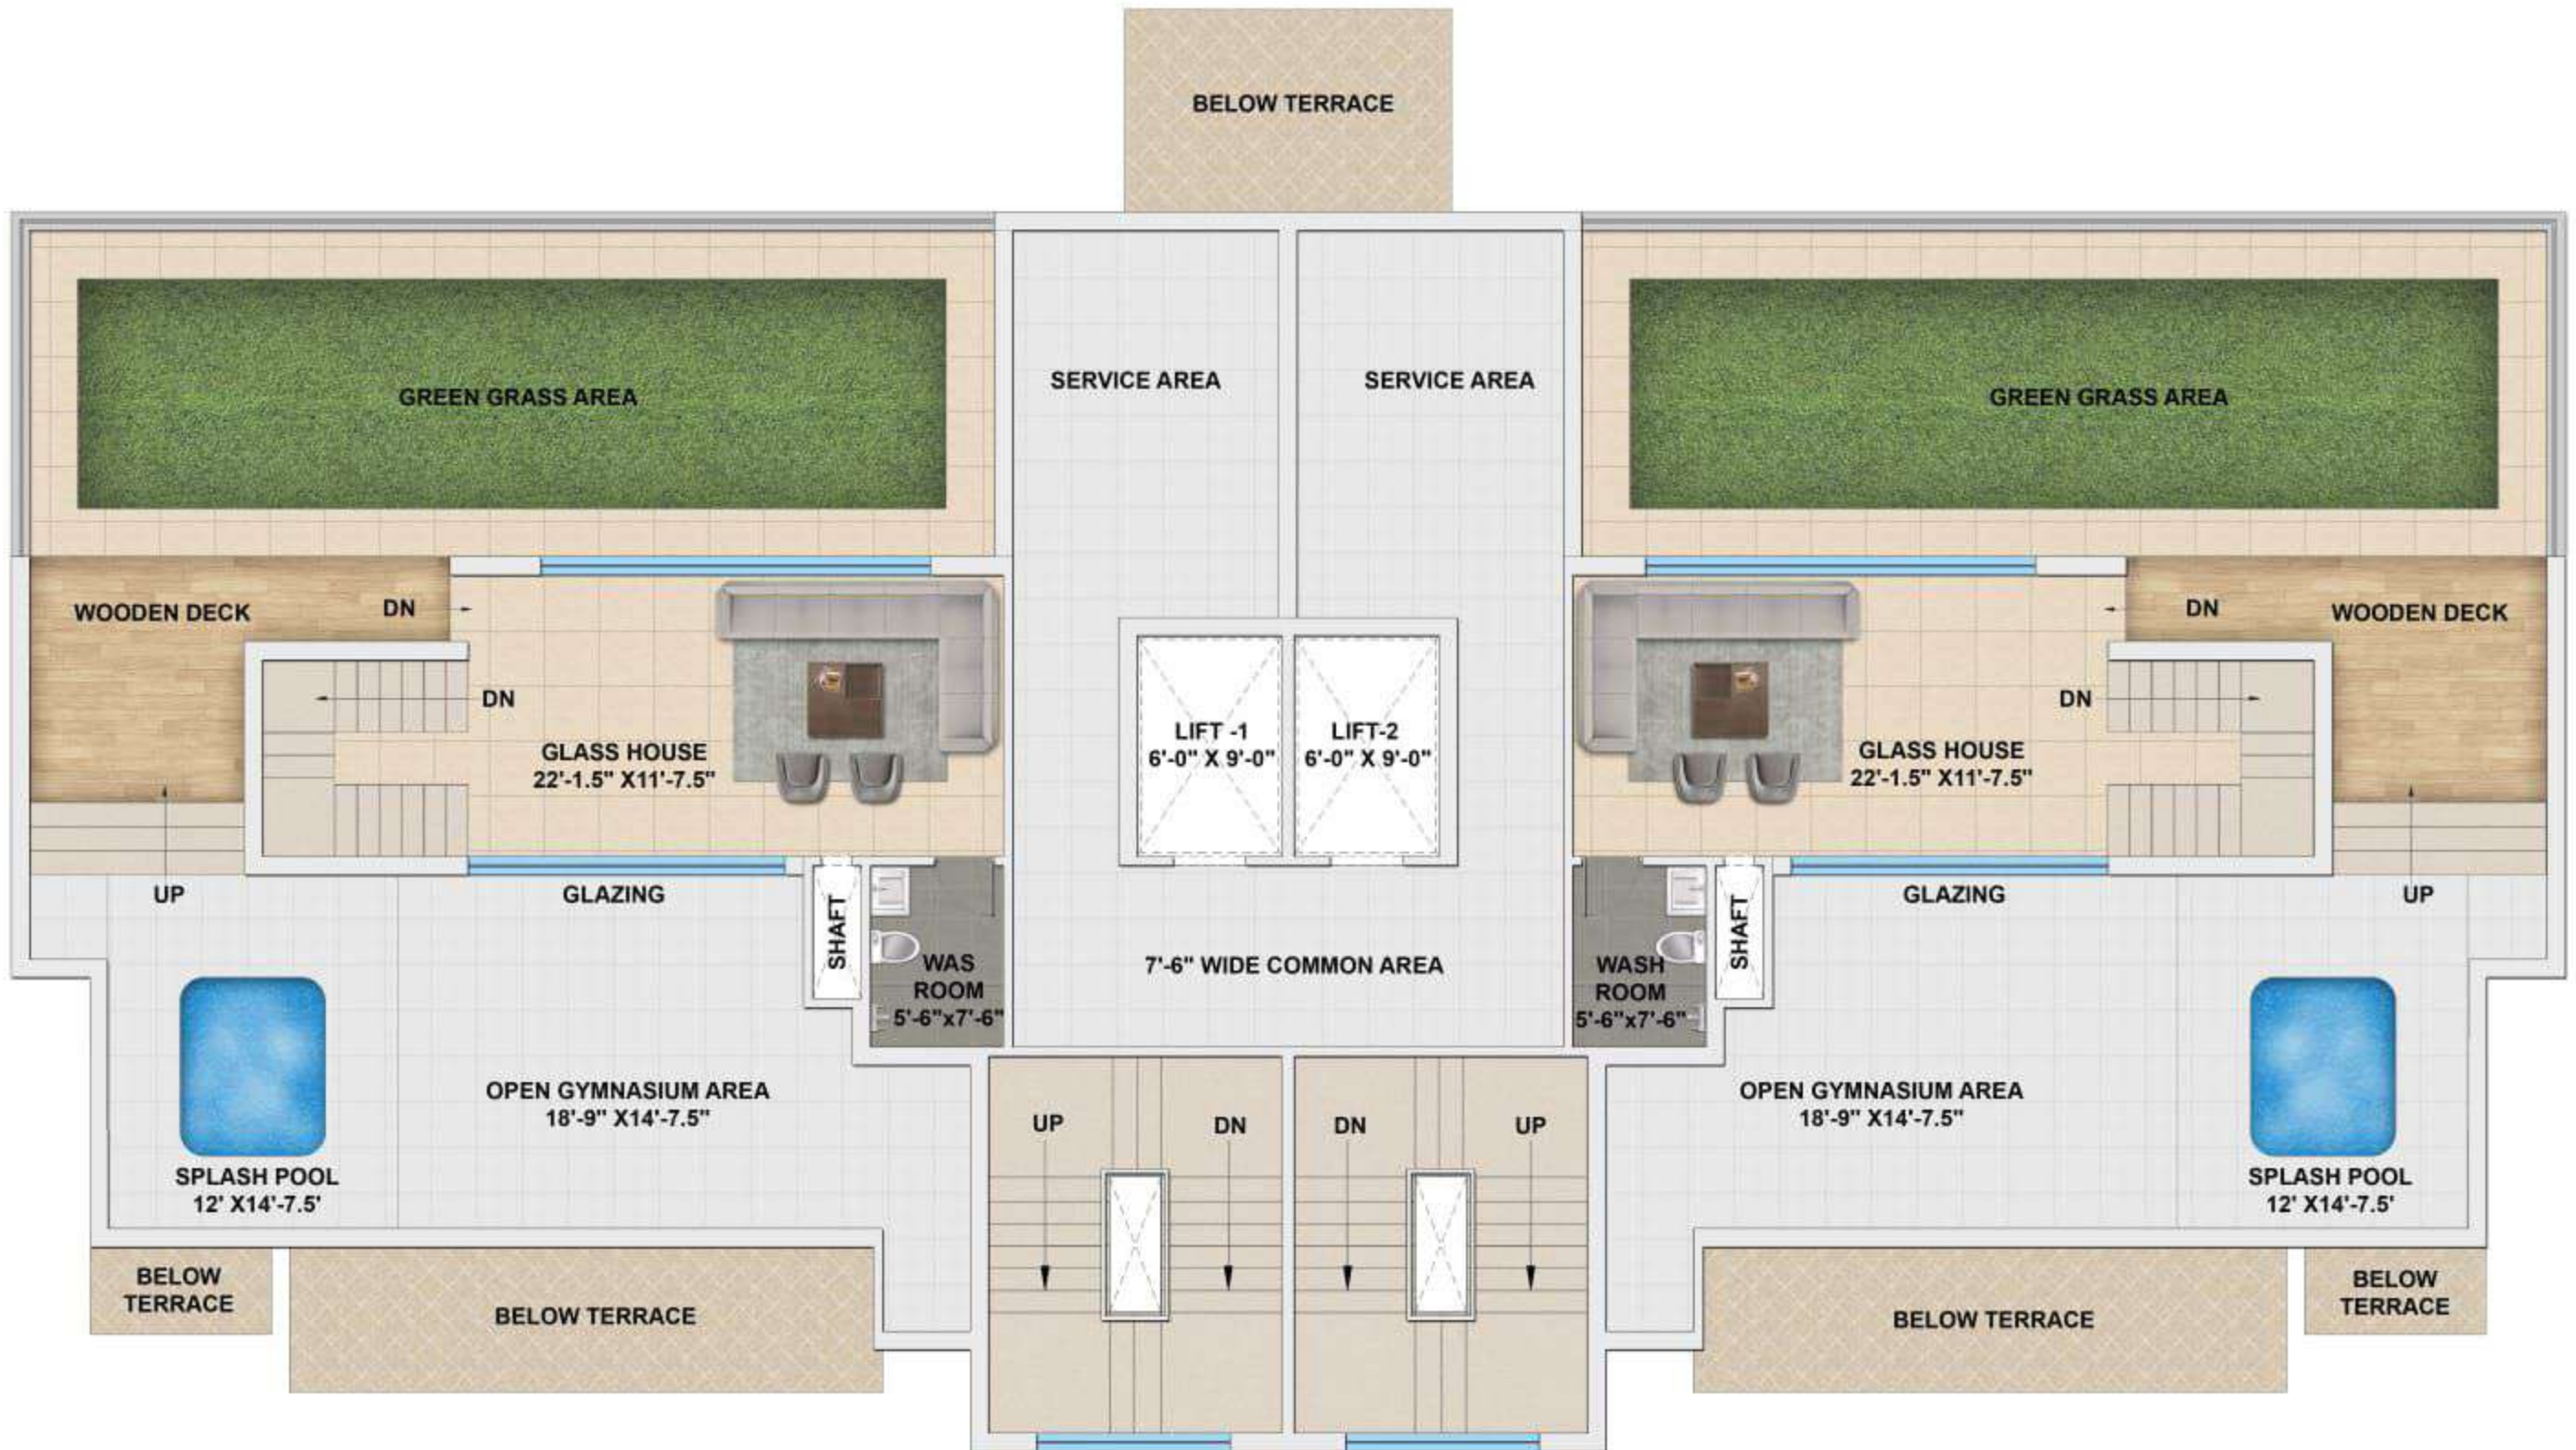 BELOW TERRACE
GREEN GRASS AREA
SERVICE AREA
SERVICE AREA
GREEN GRASS AREA
WOODEN DECK
DN
DN
GLASS HOUSE
22'-1.5" X11'-7.5"
LIFT -1
6'-0" X 9'-0"
LIFT-2
6'-0" X 9'-0"
DN
WOODEN DECK
DN
GLASS HOUSE
22'-1.5" X11'-7.5"
UP
GLAZING
SHAFT
WAS
ROOM
5'-6"x7'-6"
7'-6" WIDE COMMON AREA
WASH
ROOM
5'-6"x7'-6"
SHAFT
GLAZING
UP
SPLASH POOL
12' X14'-7.5'
OPEN GYMNASIUM AREA
18'-9" X14'-7.5"
UP
DN
DN
UP
OPEN GYMNASIUM AREA
18'-9" X14'-7.5"
SPLASH POOL
12' X14'-7.5'
BELOW
TERRACE
BELOW TERRACE
BELOW TERRACE
BELOW
TERRACE